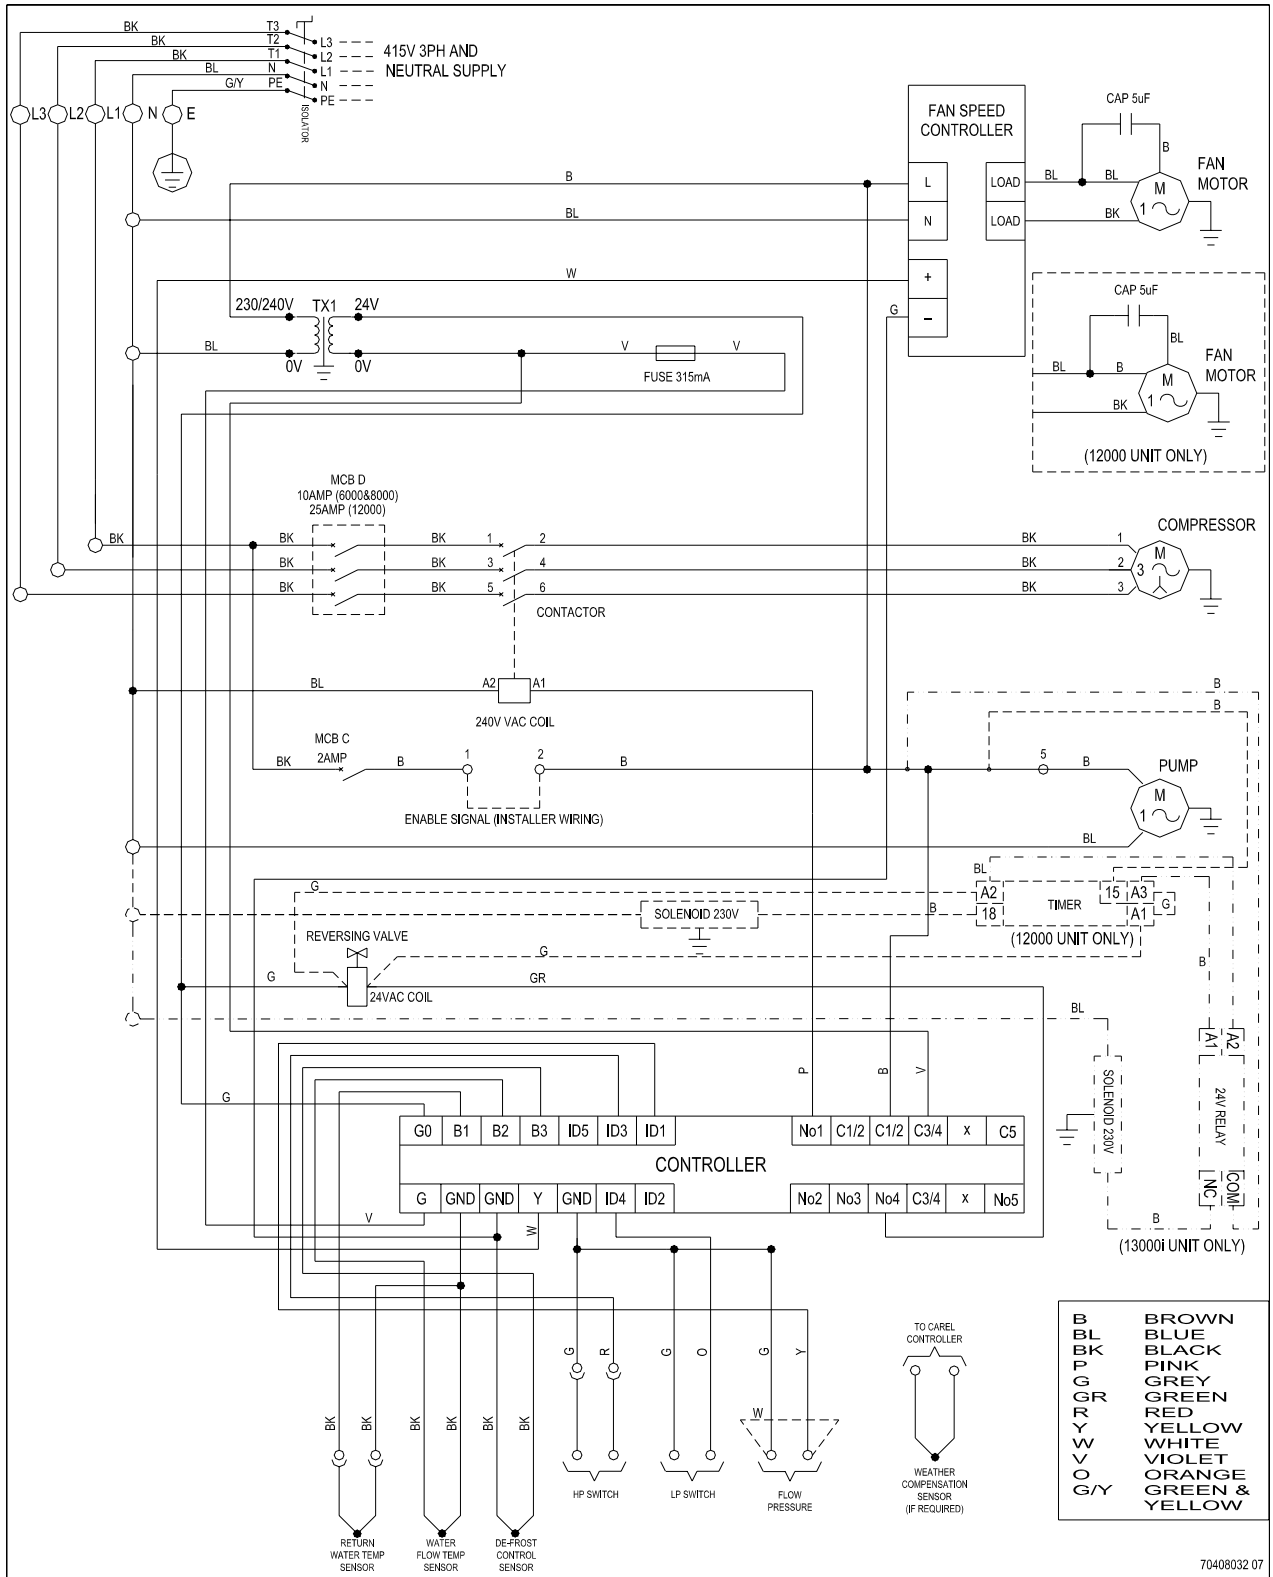 BK T3
BK T2
BK T1
BL N
G/Y PE
L3
L2
L1
N
PE
415V 3PH AND
NEUTRAL SUPPLY
ISOLATOR
L3 L2 L1 N E
FAN SPEED
CONTROLLER
L LOAD
N LOAD
+
–
CAP 5uF
B
BL BL
BK
M
1
FAN
MOTOR
B
BL
W
G
230/240V TX1 24V
BL
0V 0V
V V
FUSE 315mA
CAP 5uF
BL
BL B
BK
M
1
FAN
MOTOR
(12000 UNIT ONLY)
MCB D
10AMP (6000&8000)
25AMP (12000)
BK BK BK 1 2 BK 1
BK BK 3 4 BK 2
BK BK 5 6 BK 3
CONTACTOR
COMPRESSOR
M
3
BL A2 A1
240V VAC COIL
B
B
MCB C
2AMP
BK B 1 2 B 5 B
ENABLE SIGNAL (INSTALLER WIRING)
PUMP
M
1
BL
BL
G
A2 15 A3
18 TIMER A1 G
SOLENOID 230V
B
(12000 UNIT ONLY)
REVERSING VALVE
G
G GR
24VAC COIL
B
BL
A1 A2
24V RELAY
NC COM
SOLENOID 230V
B
(13000i UNIT ONLY)
P B V
G
G0 B1 B2 B3 ID5 ID3 ID1 No1 C1/2 C1/2 C3/4 x C5
CONTROLLER
G GND GND Y GND ID4 ID2 No2 No3 No4 C3/4 x No5
V
W
G R G O G Y
W
BK BK BK BK BK
RETURN
WATER TEMP
SENSOR
WATER
FLOW TEMP
SENSOR
DE-FROST
CONTROL
SENSOR
HP SWITCH
LP SWITCH
FLOW
PRESSURE
TO CAREL
CONTROLLER
WEATHER
COMPENSATION
SENSOR
(IF REQUIRED)
B BROWN
BL BLUE
BK BLACK
P PINK
G GREY
GR GREEN
R RED
Y YELLOW
W WHITE
V VIOLET
O ORANGE
G/Y GREEN &
YELLOW
70408032 07